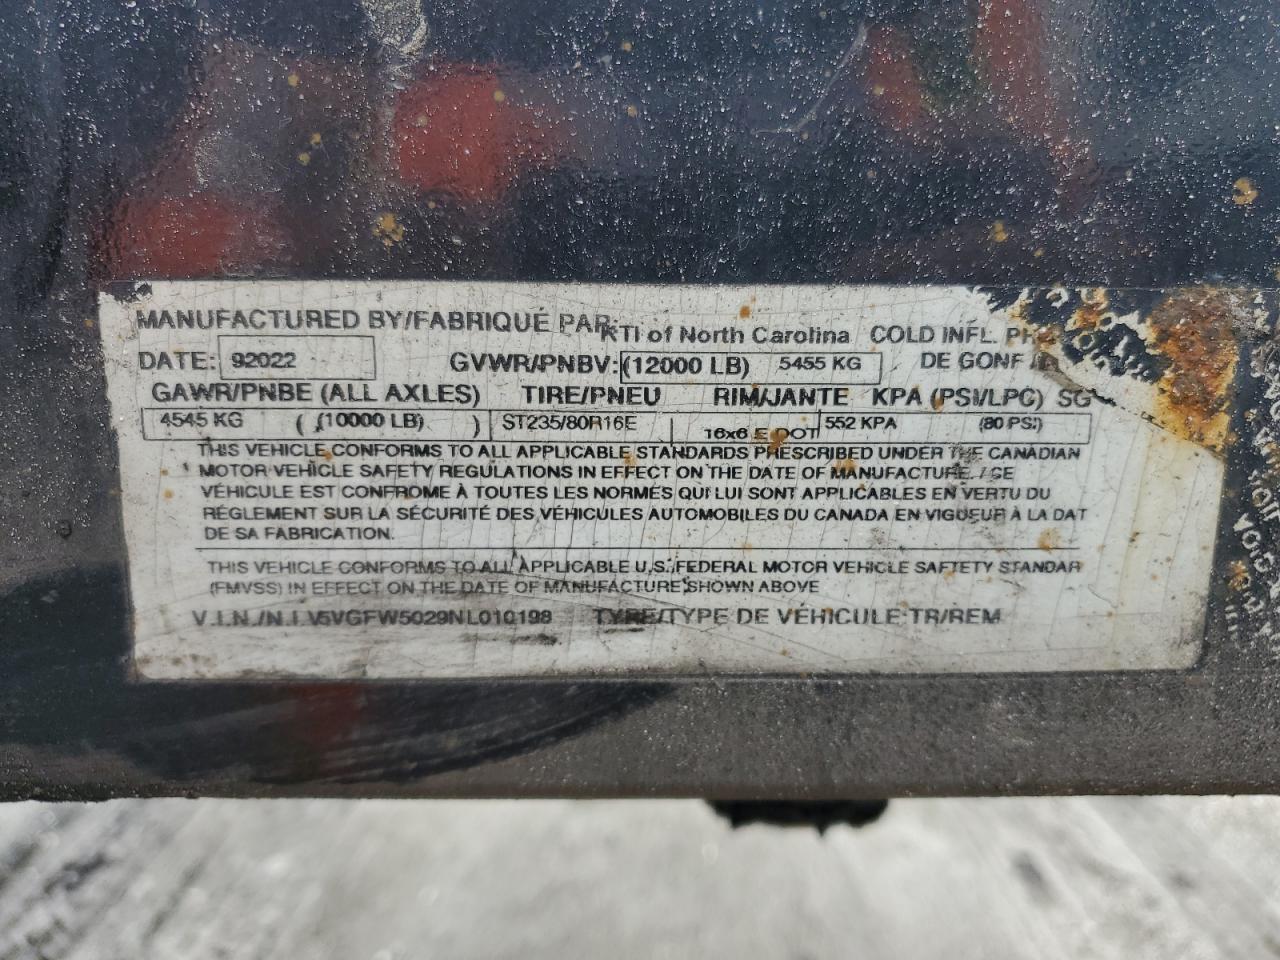 MANUFACTURED BY/FABRIQUÉ PAR: KTI of North Carolina COLD INFL.
DATE: 92022 GVWR/PNBV: (12000 LB) 5455 KG DE GONF
GAWR/PNBE (ALL AXLES) TIRE/PNEU RIM/JANTE KPA (PSI/LPC) SG
4545 KG ( (10000 LB) ) ST235/80R16E 16x6 E DOT 552 KPA (80 PSI)
THIS VEHICLE CONFORMS TO ALL APPLICABLE STANDARDS PRESCRIBED UNDER THE CANADIAN
MOTOR VEHICLE SAFETY REGULATIONS IN EFFECT ON THE DATE OF MANUFACTURE. / CE
VÉHICULE EST CONFROME À TOUTES LES NORMES QUI LUI SONT APPLICABLES EN VERTU DU
RÉGLEMENT SUR LA SÉCURITÉ DES VÉHICULES AUTOMOBILES DU CANADA EN VIGUEUR À LA DAT
DE SA FABRICATION.
THIS VEHICLE CONFORMS TO ALL APPLICABLE U.S. FEDERAL MOTOR VEHICLE SAFTETY STANDAR
(FMVSS) IN EFFECT ON THE DATE OF MANUFACTURE SHOWN ABOVE
V.I.N./N.I.V 5VGFW5029NL010198 TYPE/TYPE DE VÉHICULE: TR/REM